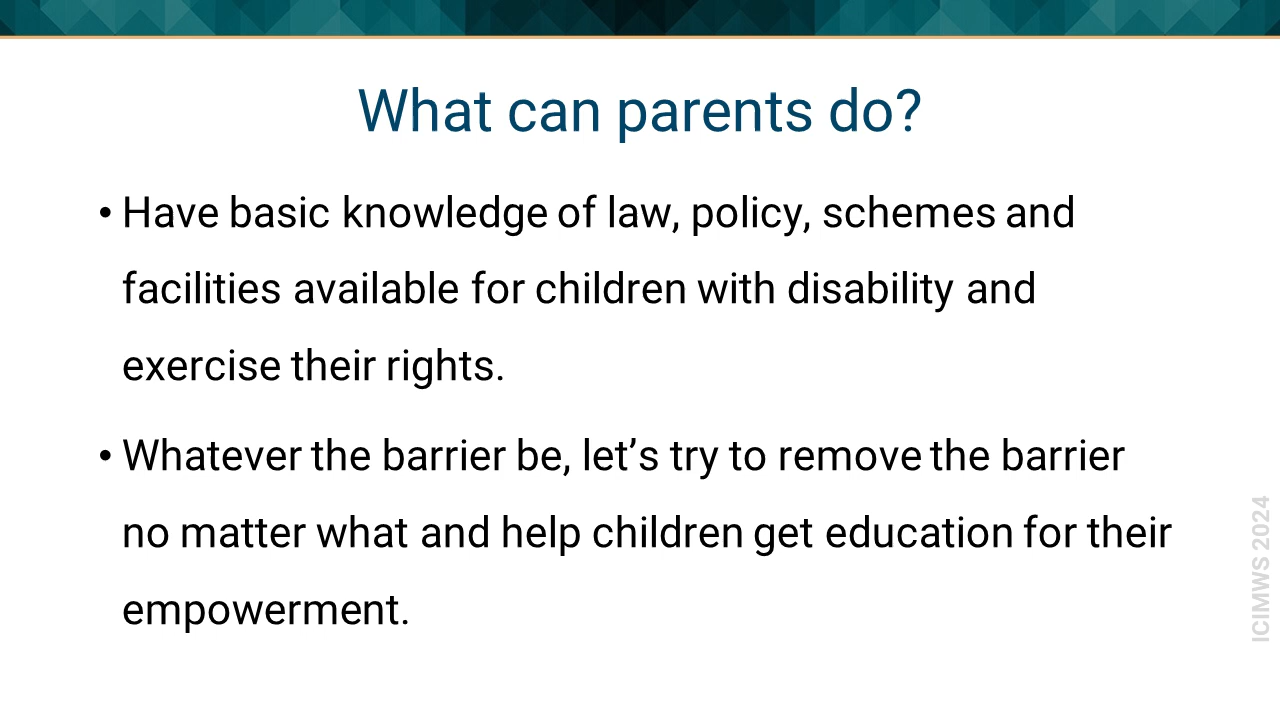 What can parents do?
• Have basic knowledge of law, policy, schemes and
facilities available for children with disability and
exercise their rights.
• Whatever the barrier be, let’s try to remove the barrier
no matter what and help children get education for their
empowerment.
ICIMWS 2024